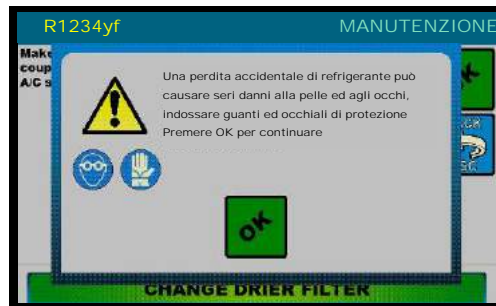 R1234yf MANUTENZIONE
Make
coup
A/C s
Una perdita accidentale di refrigerante può
causare seri danni alla pelle ed agli occhi,
indossare guanti ed occhiali di protezione
Premere OK per continuare
OK
CHANGE DRIER FILTER